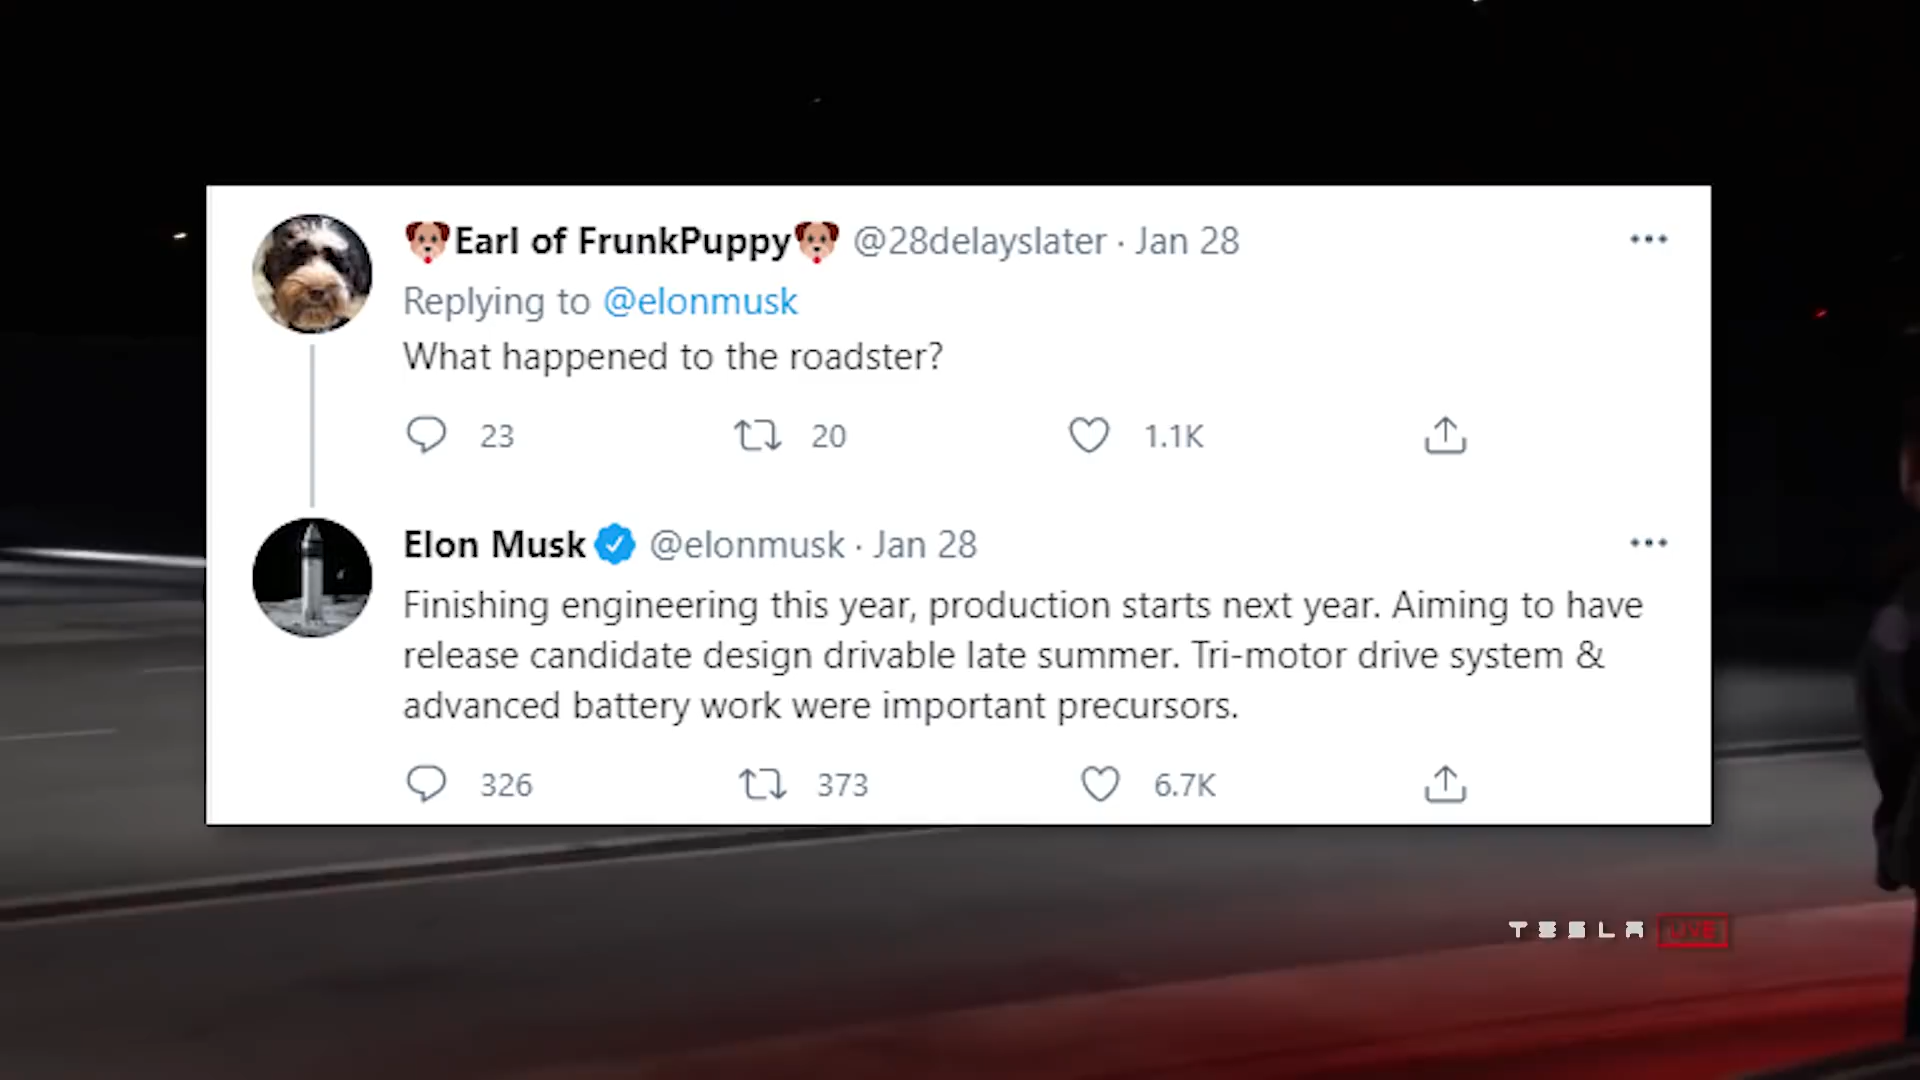 🐶Earl of FrunkPuppy🐶 @28delayslater · Jan 28
Replying to @elonmusk
What happened to the roadster?
23 20 1.1K
Elon Musk @elonmusk · Jan 28
Finishing engineering this year, production starts next year. Aiming to have
release candidate design drivable late summer. Tri-motor drive system &
advanced battery work were important precursors.
326 373 6.7K
TESLA LIVE